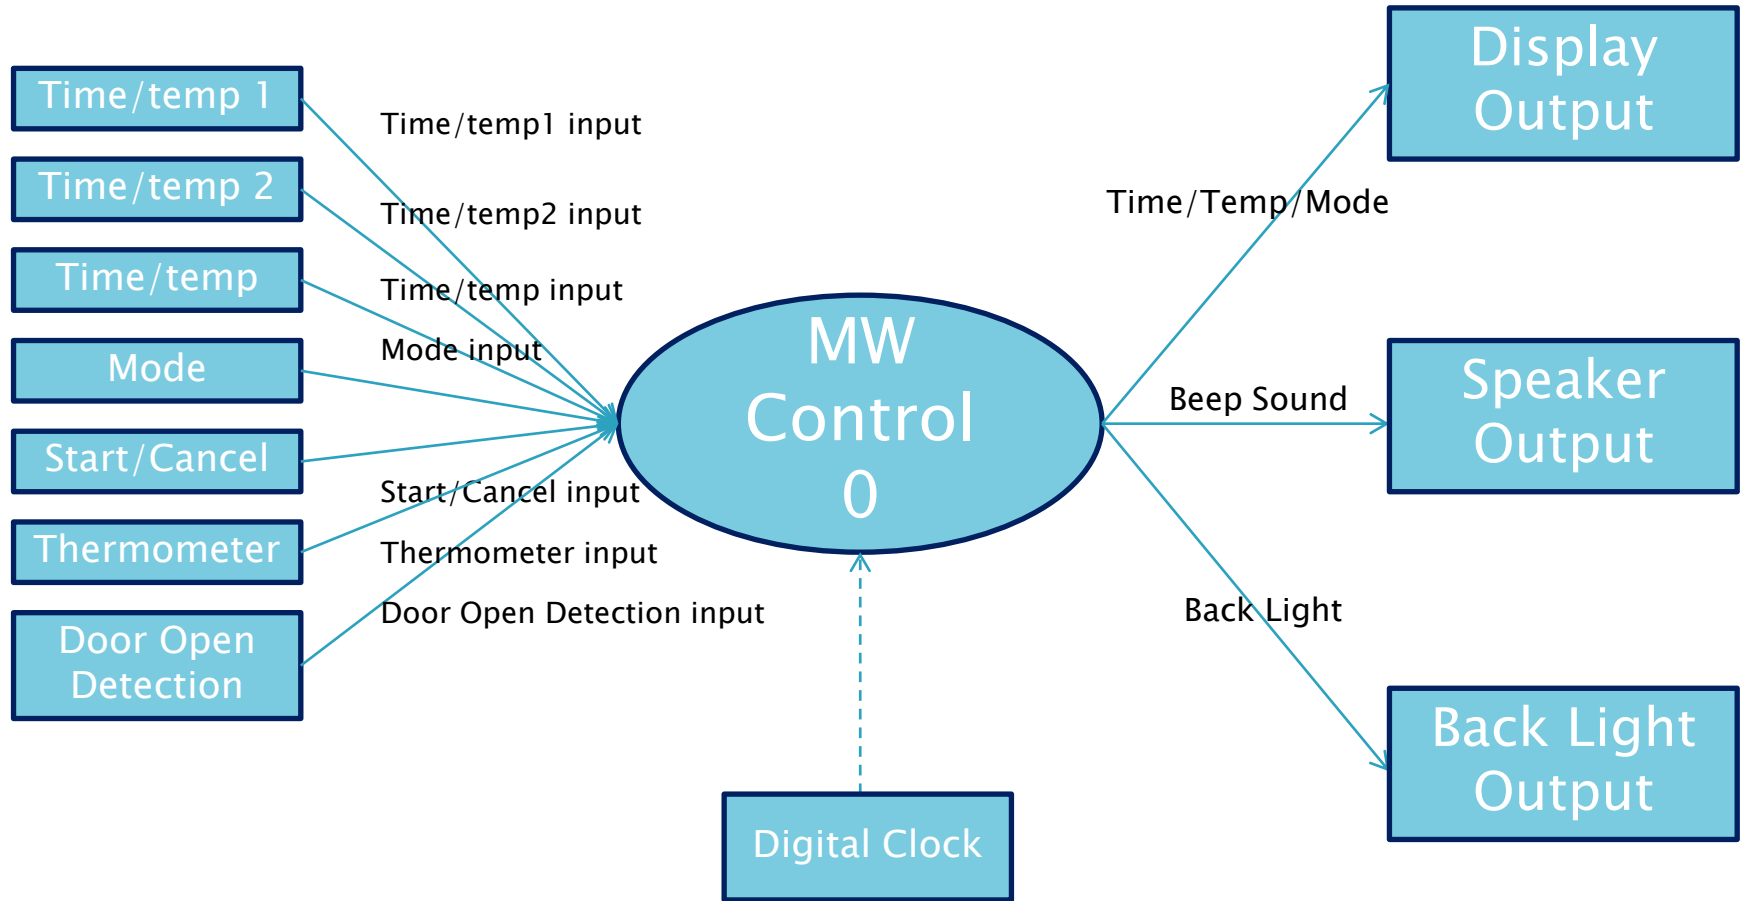 Time/temp 1
Time/temp 2
Time/temp
Mode
Start/Cancel
Thermometer
Door Open
Detection
Time/temp1 input
Time/temp2 input
Time/temp input
Mode input
Start/Cancel input
Thermometer input
Door Open Detection input
MW
Control
0
Digital Clock
Time/Temp/Mode
Beep Sound
Back Light
Display
Output
Speaker
Output
Back Light
Output